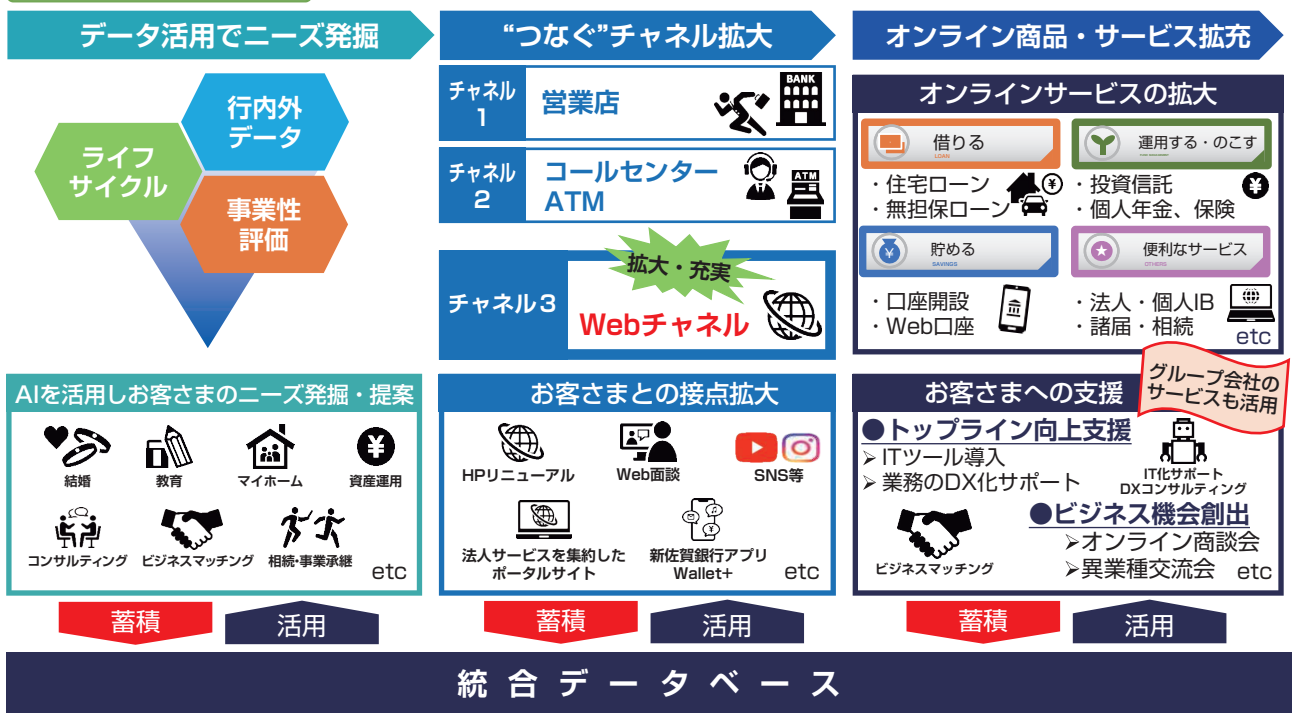 データ活用でニーズ発掘
ライフ
サイクル
行内外
データ
事業性
評価
AIを活用しお客さまのニーズ発掘・提案
結婚
教育
マイホーム
資産運用
コンサルティング
ビジネスマッチング
相続・事業承継
etc
蓄積
活用
“つなぐ”チャネル拡大
チャネル
1
営業店
BANK
チャネル
2
コールセンター
ATM
ATM
チャネル3
拡大・充実
Webチャネル
お客さまとの接点拡大
HPリニューアル
Web面談
SNS等
法人サービスを集約した
ポータルサイト
新佐賀銀行アプリ
Wallet+
etc
蓄積
活用
オンライン商品・サービス拡充
オンラインサービスの拡大
借りる
LOAN
・住宅ローン
・無担保ローン
運用する・のこす
・投資信託
・個人年金、保険
貯める
SAVINGS
・口座開設
・Web口座
便利なサービス
OTHERS
・法人・個人IB
・諸届・相続
etc
グループ会社の
サービスも活用
お客さまへの支援
●トップライン向上支援
➢ITツール導入
➢業務のDX化サポート
IT化サポート
DXコンサルティング
ビジネスマッチング
●ビジネス機会創出
➢オンライン商談会
➢異業種交流会
etc
蓄積
活用
統合データベース